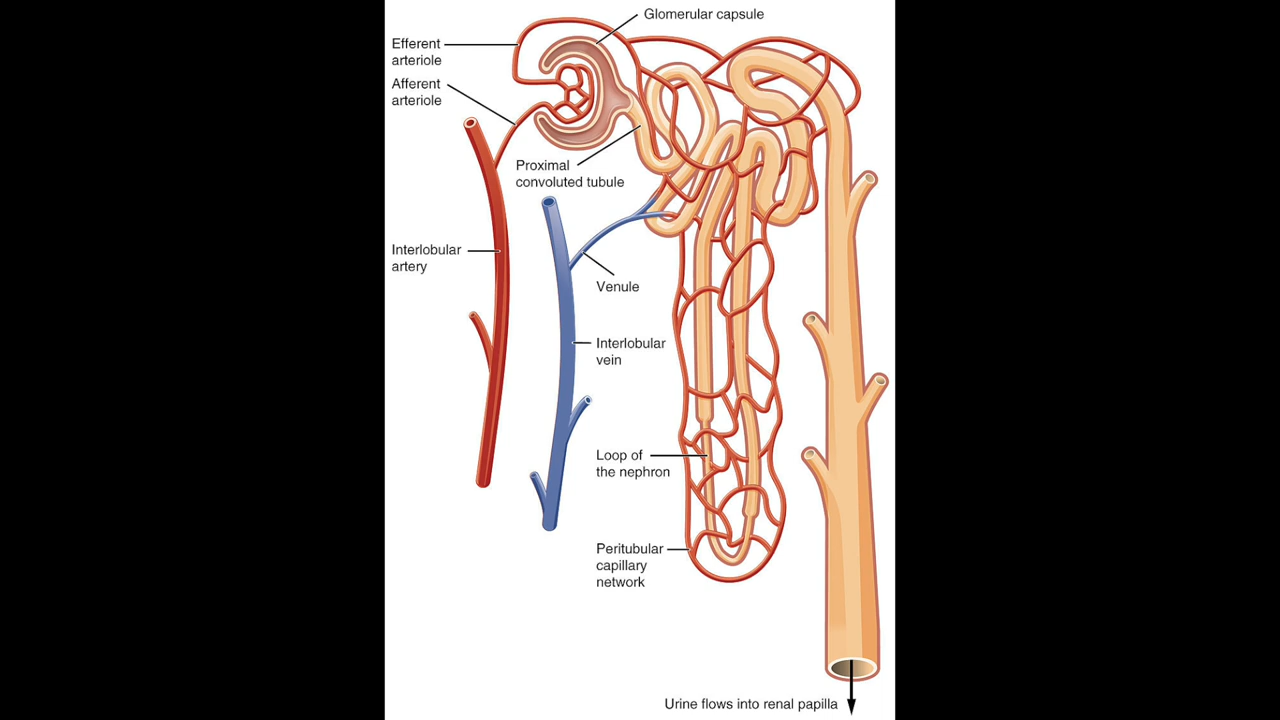 Glomerular capsule
Efferent
arteriole
Afferent
arteriole
Proximal
convoluted tubule
Interlobular
artery
Venule
Interlobular
vein
Loop of
the nephron
Peritubular
capillary
network
Urine flows into renal papilla